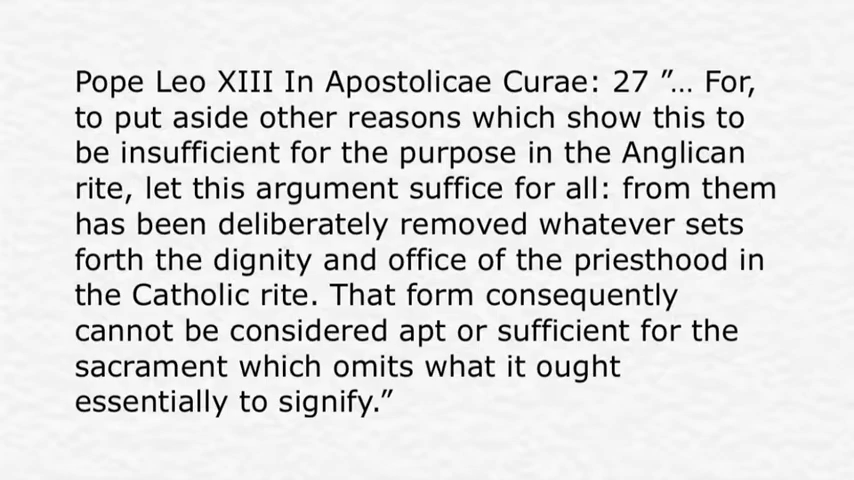 Pope Leo XIII In Apostolicae Curae: 27 ”... For,
to put aside other reasons which show this to
be insufficient for the purpose in the Anglican
rite, let this argument suffice for all: from them
has been deliberately removed whatever sets
forth the dignity and office of the priesthood in
the Catholic rite. That form consequently
cannot be considered apt or sufficient for the
sacrament which omits what it ought
essentially to signify.”